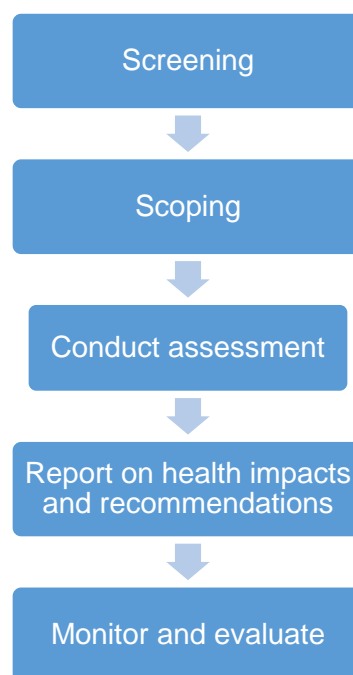 Screening
Scoping
Conduct assessment
Report on health impacts
and recommendations
Monitor and evaluate